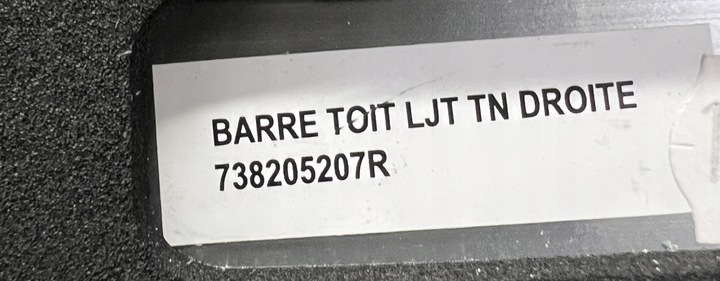 BARRE TOIT LJT TN DROITE
738205207R